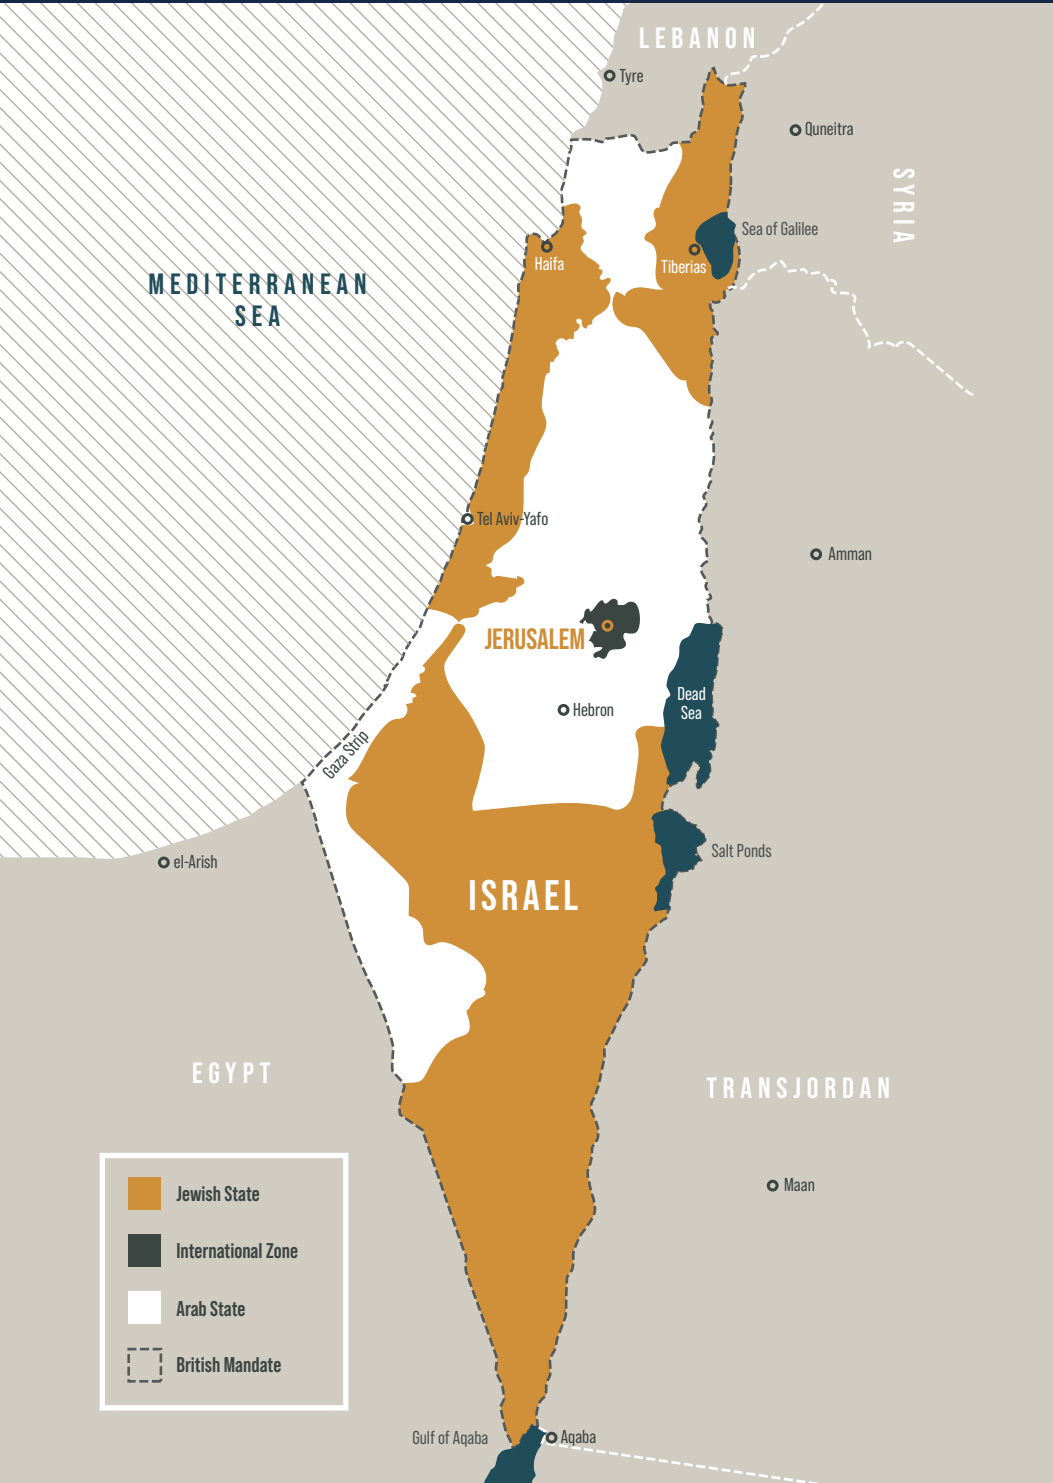 LEBANON
Tyre
Quneitra
SYRIA
Sea of Galilee
Haifa
Tiberias
MEDITERRANEAN
SEA
Tel Aviv-Yafo
Amman
JERUSALEM
Dead
Sea
Hebron
Gaza Strip
Salt Ponds
el-Arish
ISRAEL
EGYPT
TRANSJORDAN
Maan
Jewish State
International Zone
Arab State
British Mandate
Gulf of Aqaba
Aqaba